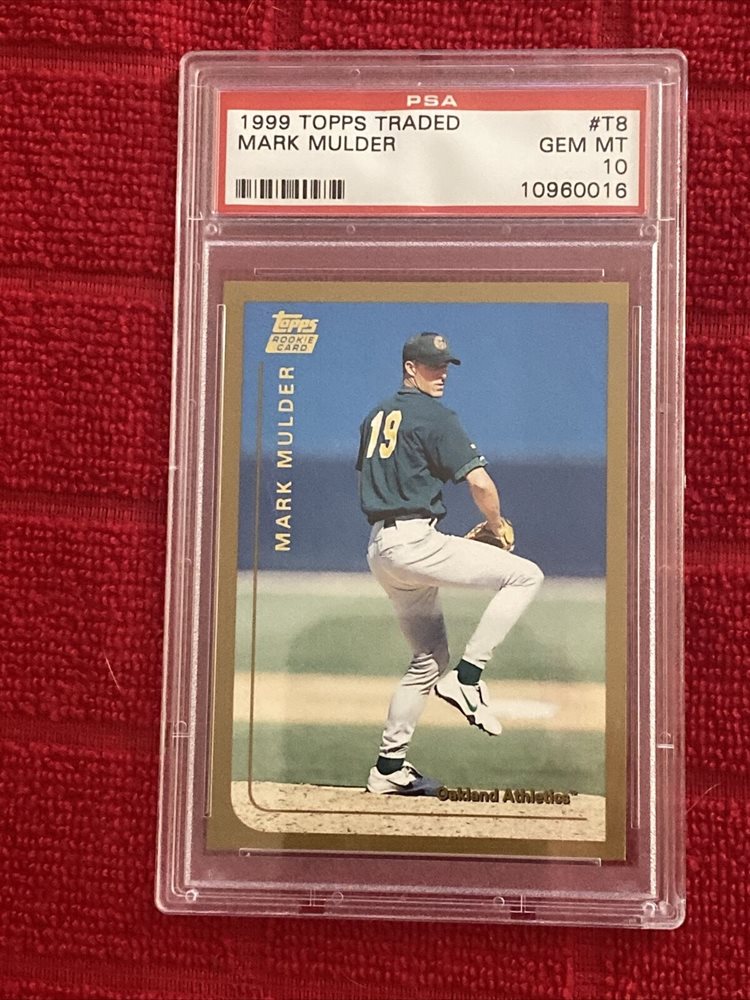 PSA
1999 TOPPS TRADED #T8
MARK MULDER GEM MT
10
10960016
Topps
ROOKIE
CARD
MARK MULDER
19
Oakland Athletics™